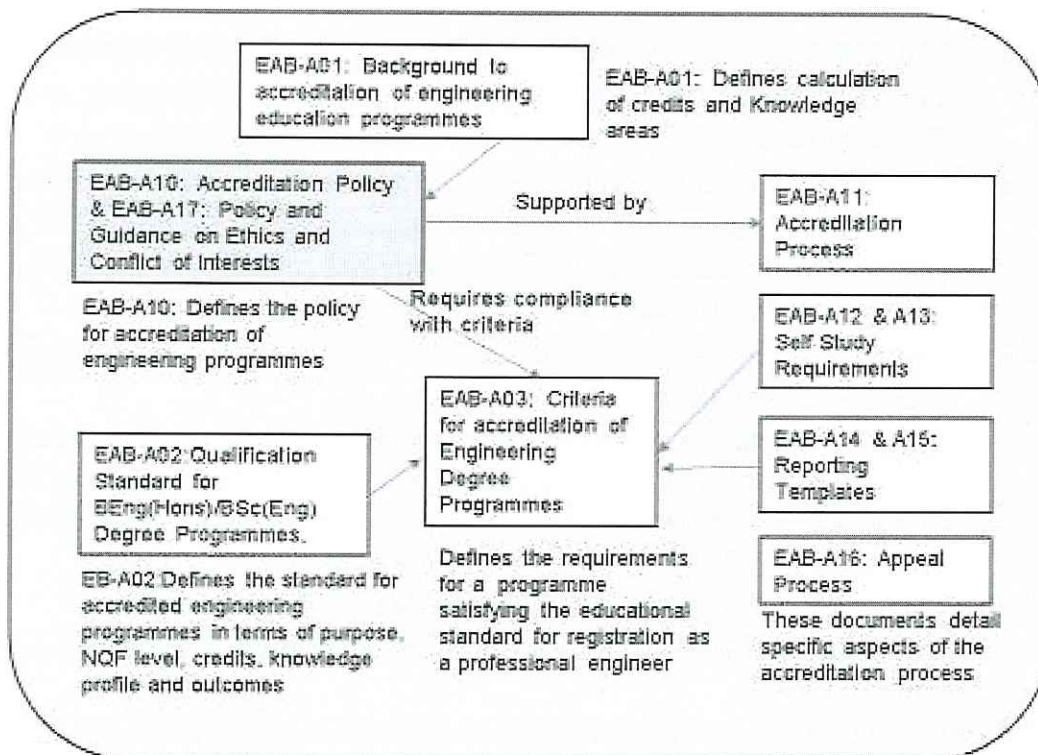 EAB-A01: Background to
accreditation of engineering
education programmes
EAB-A01: Defines calculation
of credits and Knowledge
areas
EAB-A10: Accreditation Policy
& EAB-A17: Policy and
Guidance on Ethics and
Conflict of Interests
Supported by
EAB-A11:
Accreditation
Process
EAB-A10: Defines the policy
for accreditation of
engineering programmes
Requires compliance
with criteria
EAB-A12 & A13:
Self Study
Requirements
EAB-A03: Criteria
for accreditation of
Engineering
Degree
Programmes
EAB-A02:Qualification
Standard for
BEng(Hons)/BSc(Eng)
Degree Programmes.
EAB-A14 & A15:
Reporting
Templates
EAB-A16: Appeal
Process
EB-A02:Defines the standard for
accredited engineering
programmes in terms of purpose,
NQF level, credits, knowledge
profile and outcomes
Defines the requirements
for a programme
satisfying the educational
standard for registration as
a professional engineer
These documents detail
specific aspects of the
accreditation process